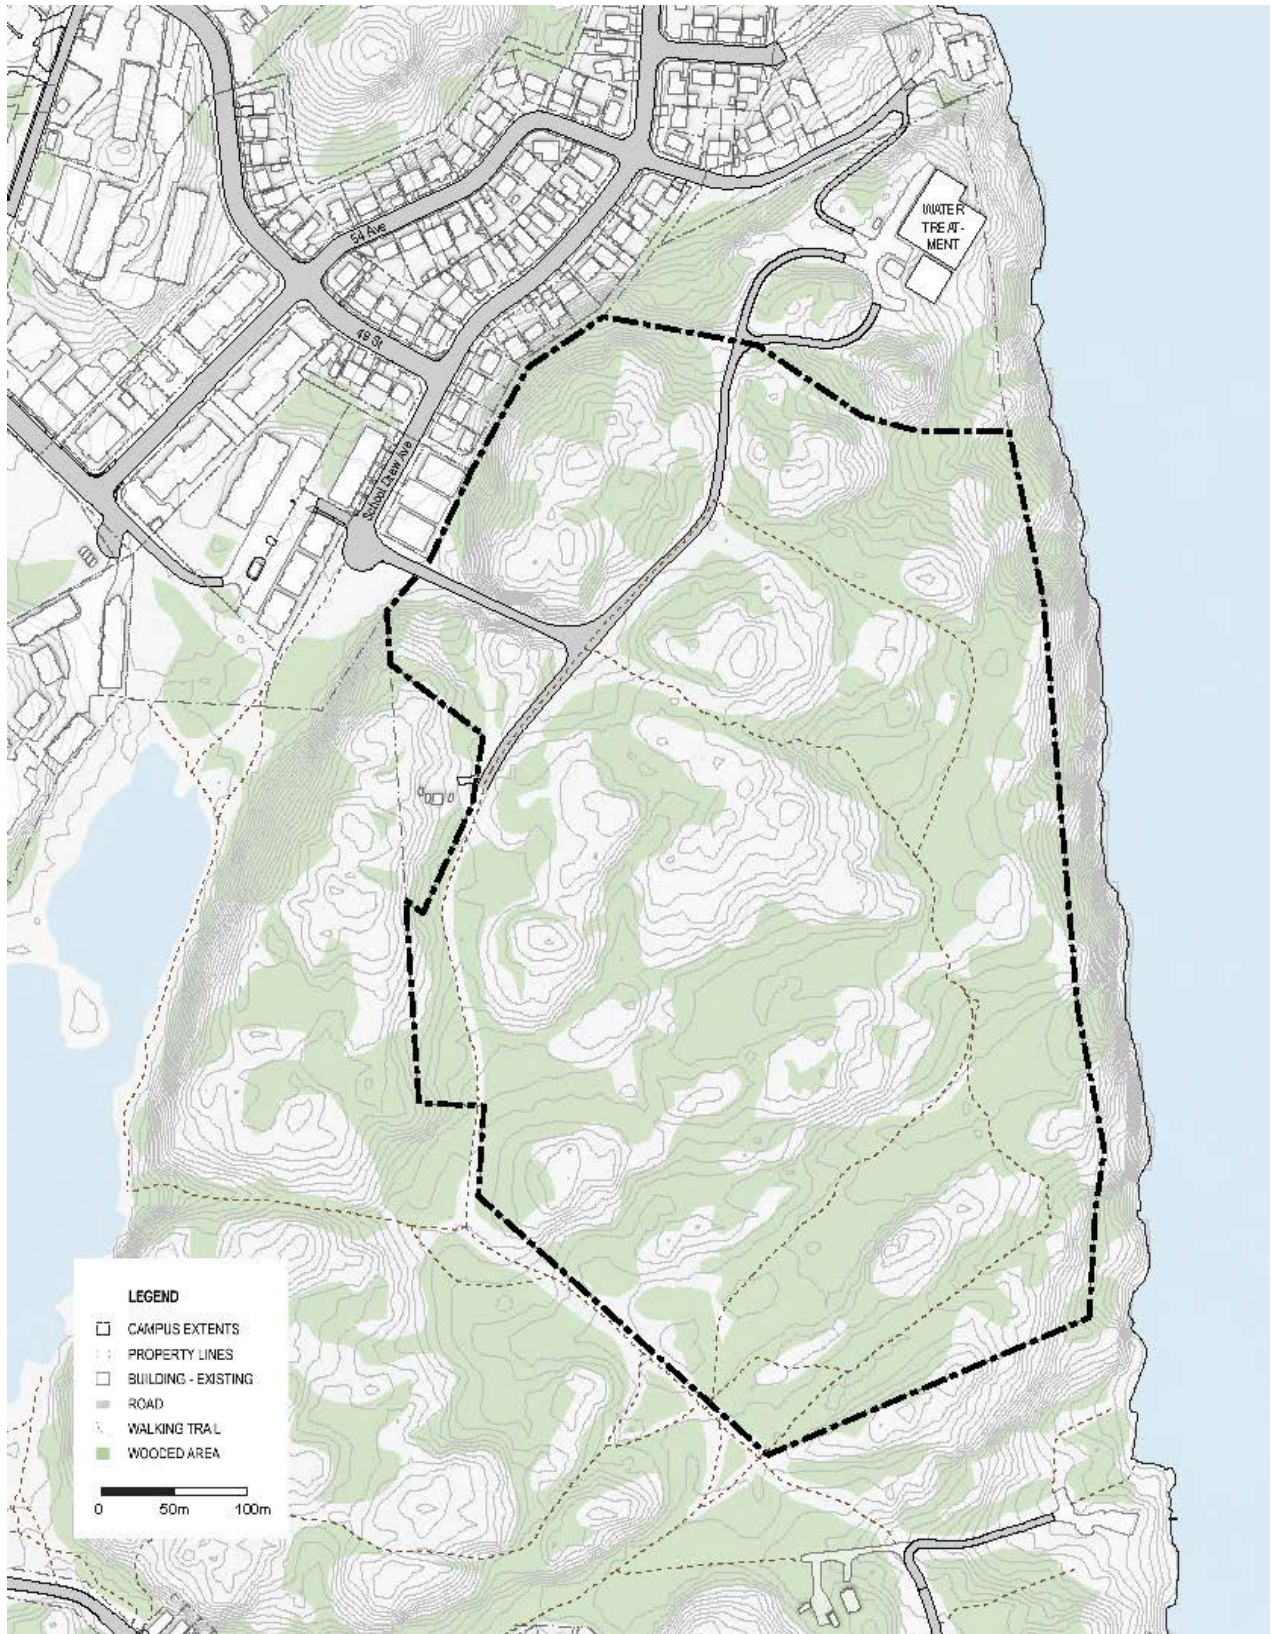 WATER
TREAT-
MENT
54 Ave
49 St
School Draw Ave
LEGEND
CAMPUS EXTENTS
PROPERTY LINES
BUILDING - EXISTING
ROAD
WALKING TRAIL
WOODED AREA
0 50m 100m